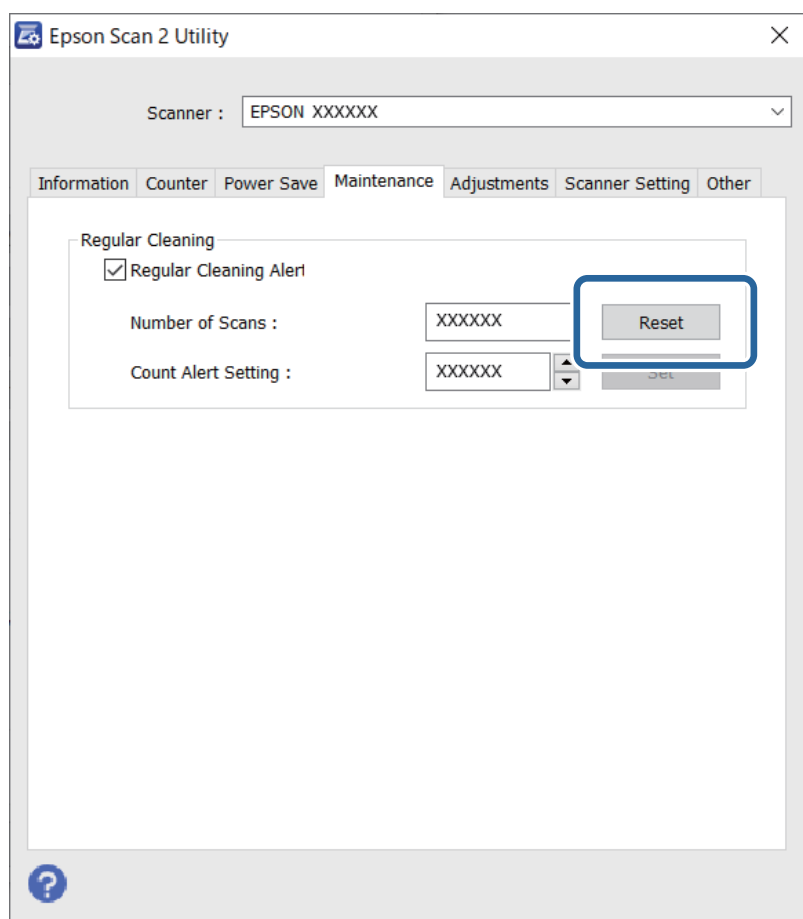 Epson Scan 2 Utility
Scanner : EPSON XXXXXX
Information Counter Power Save Maintenance Adjustments Scanner Setting Other
Regular Cleaning
Regular Cleaning Alert
Number of Scans : XXXXXX Reset
Count Alert Setting : XXXXXX Set
?